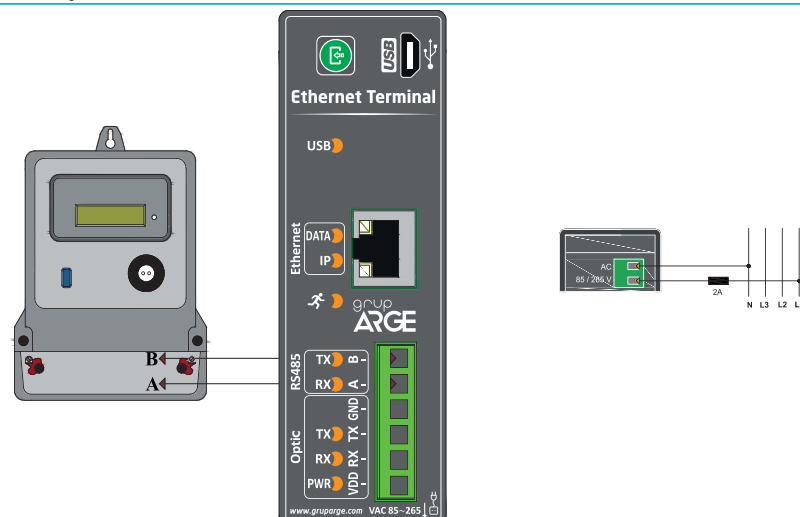 USB
Ethernet Terminal
USB
Ethernet
DATA
IP
grup
ARGE
RS485
TX B
RX A
Optic
GND
TX TX
RX RX
PWR VDD
www.gruparge.com VAC 85~265
B
A
AC
85 / 265 V
2A
N L3 L2 L